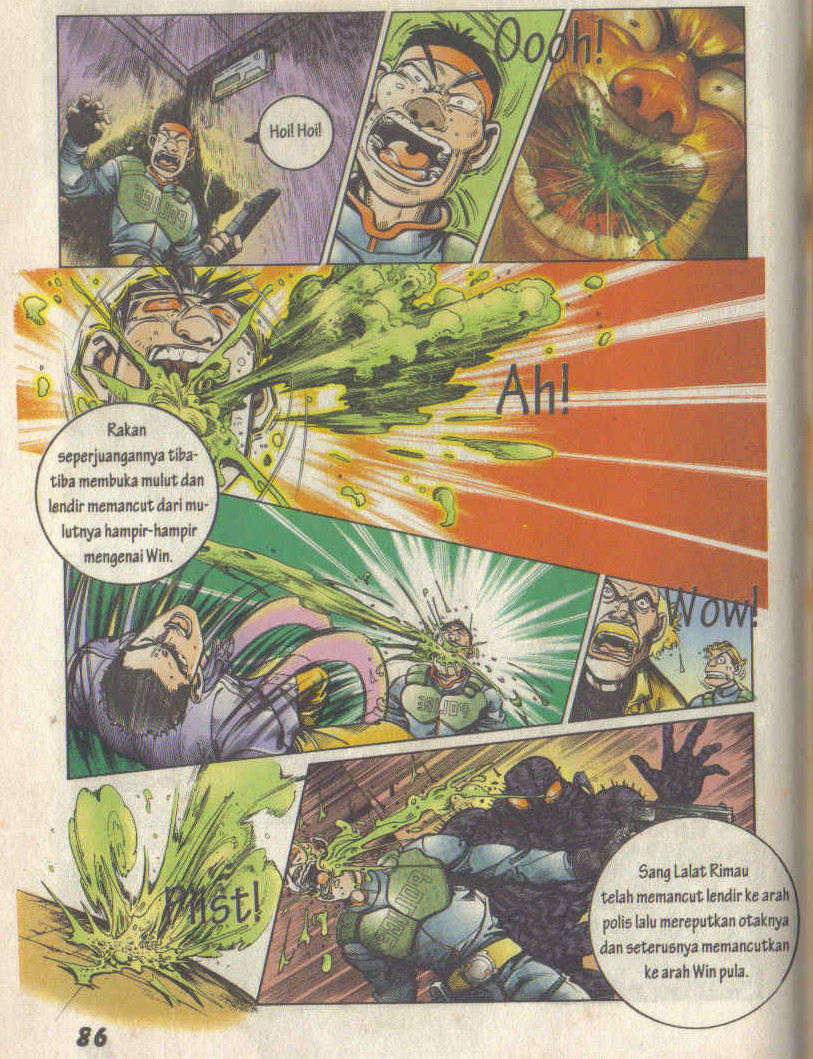 Hoi! Hoi!
Oooh!
Ah!
Rakan
seperjuangannya tiba-
tiba membuka mulut dan
lendir memancut dari mu-
lutnya hampir-hampir
mengenai Win.
Wow!
Sang Lalat Rimau
telah memancut lendir ke arah
polis lalu mereputkan otaknya
dan seterusnya memancutkan
ke arah Win pula.
86